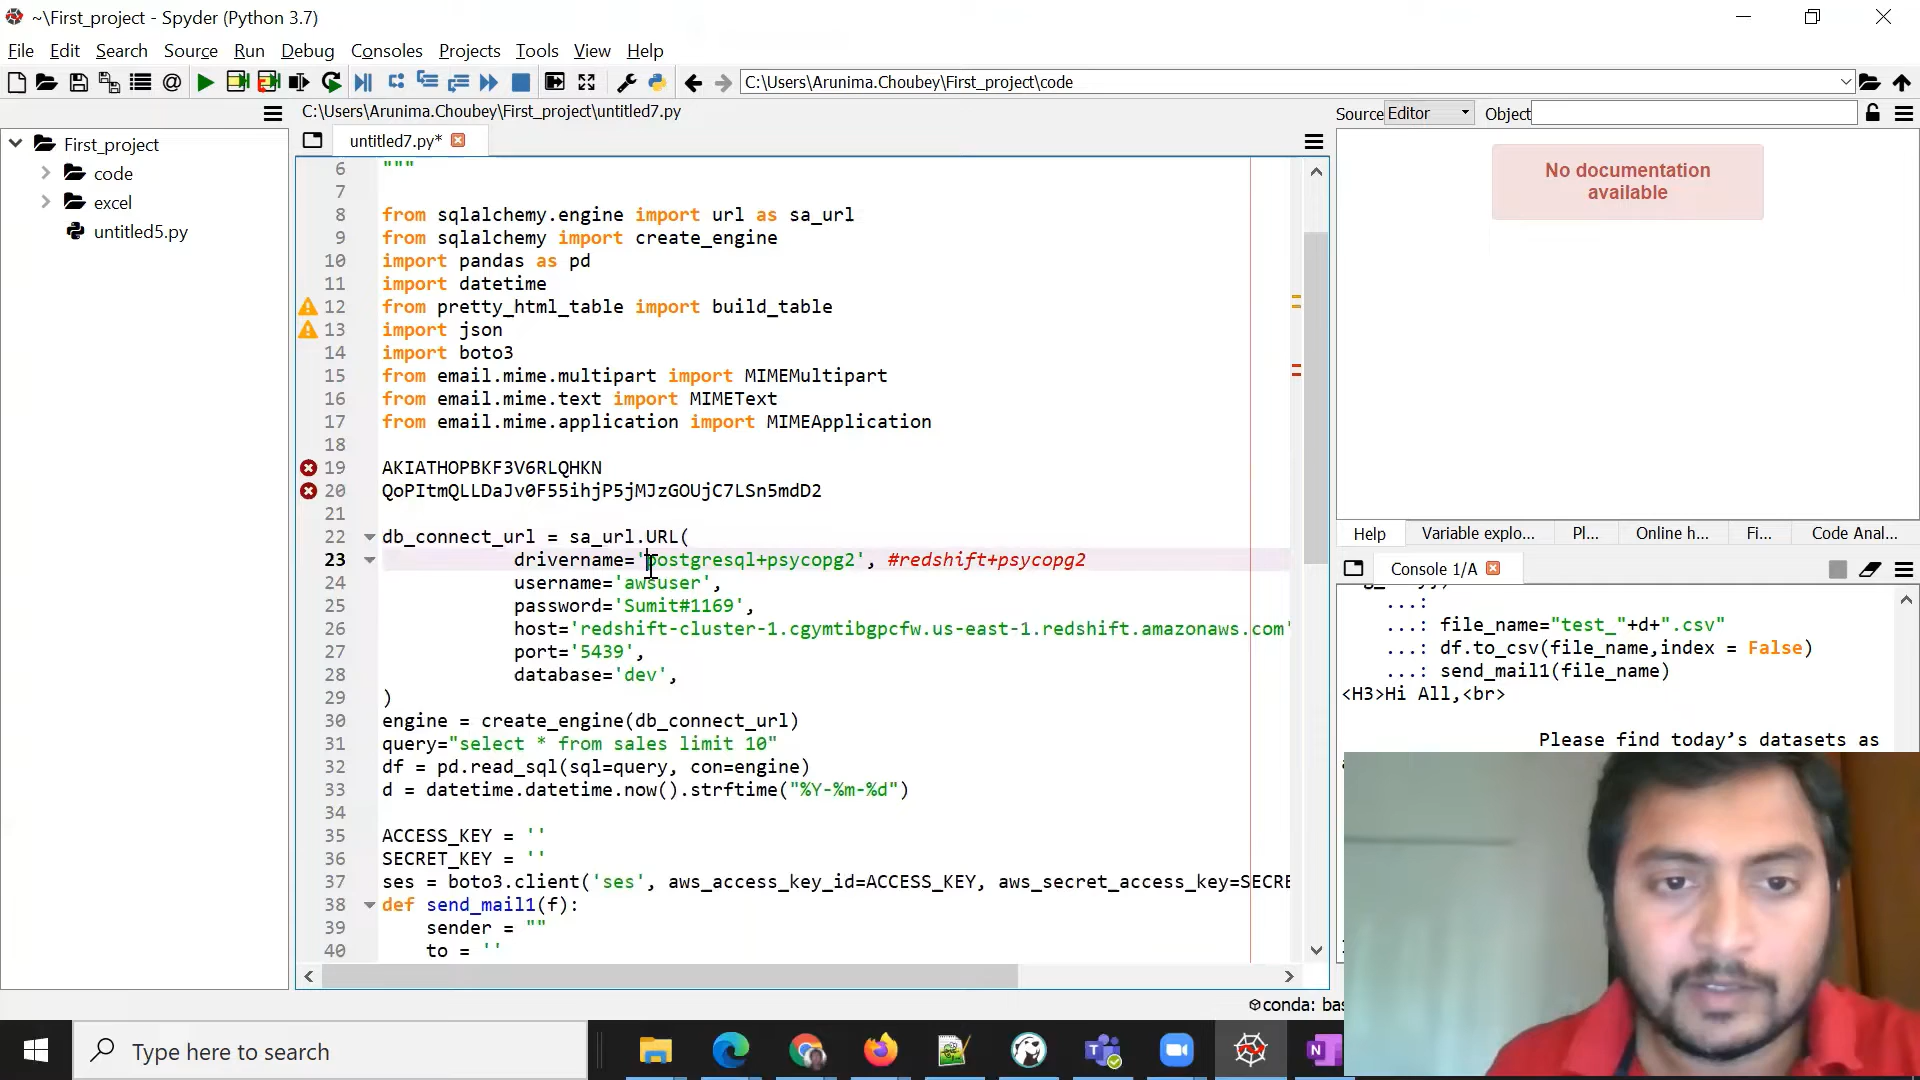 ~\First_project - Spyder (Python 3.7)
File Edit Search Source Run Debug Consoles Projects Tools View Help
C:\Users\Arunima.Choubey\First_project\code
C:\Users\Arunima.Choubey\First_project\untitled7.py
Source Editor Object
First_project
code
excel
untitled5.py
untitled7.py*
6 """
7
8 from sqlalchemy.engine import url as sa_url
9 from sqlalchemy import create_engine
10 import pandas as pd
11 import datetime
12 from pretty_html_table import build_table
13 import json
14 import boto3
15 from email.mime.multipart import MIMEMultipart
16 from email.mime.text import MIMEText
17 from email.mime.application import MIMEApplication
18
19 AKIATHOPBKF3V6RLQHKN
20 QoPItmQLLDaJv0F55ihjP5jMJzGOUjC7LSn5mdD2
21
22 db_connect_url = sa_url.URL(
23 drivername='postgresql+psycopg2', #redshift+psycopg2
24 username='awsuser',
25 password='Sumit#1169',
26 host='redshift-cluster-1.cgymtibgpcfw.us-east-1.redshift.amazonaws.com'
27 port='5439',
28 database='dev',
29 )
30 engine = create_engine(db_connect_url)
31 query="select * from sales limit 10"
32 df = pd.read_sql(sql=query, con=engine)
33 d = datetime.datetime.now().strftime("%Y-%m-%d")
34
35 ACCESS_KEY = ''
36 SECRET_KEY = ''
37 ses = boto3.client('ses', aws_access_key_id=ACCESS_KEY, aws_secret_access_key=SECRE
38 def send_mail1(f):
39 sender = ""
40 to = ''
No documentation
available
Help Variable explo... Pl... Online h... Fi... Code Anal...
Console 1/A
...:
...: file_name="test_"+d+".csv"
...: df.to_csv(file_name,index = False)
...: send_mail1(file_name)
<H3>Hi All,<br>
Please find today’s datasets as
conda: bas
Type here to search